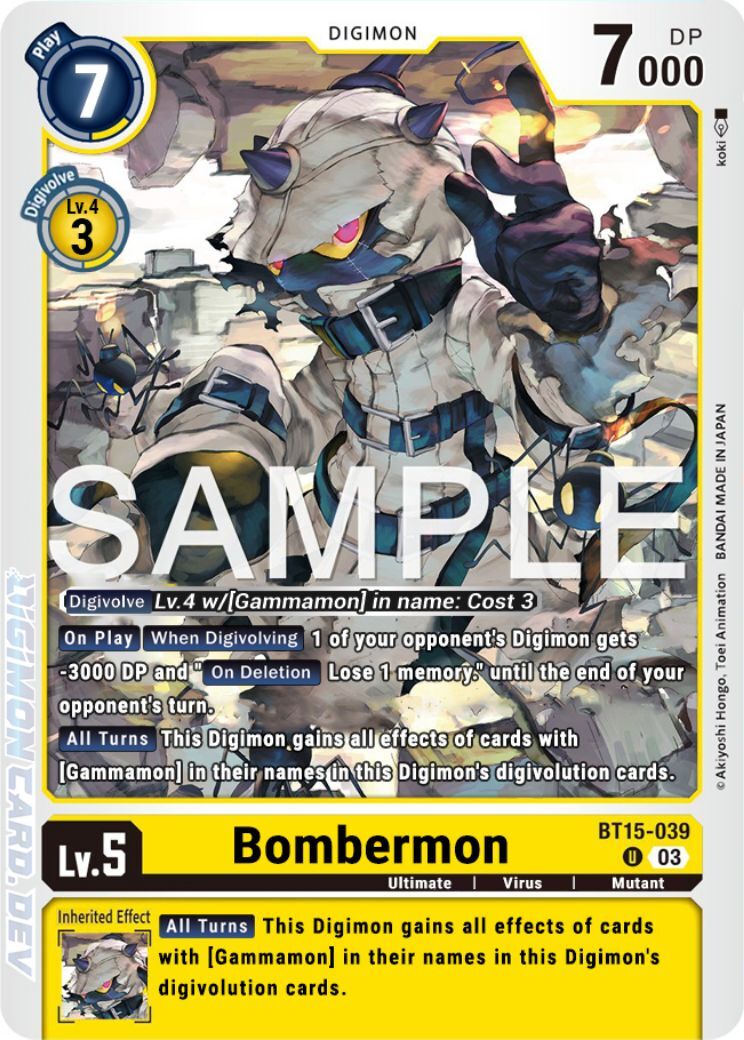 DIGIMON
Play
7
7000
DP
koki
Digivolve
Lv.4
3
SAMPLE
Digivolve Lv.4 w/[Gammamon] in name: Cost 3
On Play When Digivolving 1 of your opponent's Digimon gets
-3000 DP and "On Deletion Lose 1 memory." until the end of your
opponent's turn.
All Turns This Digimon gains all effects of cards with
[Gammamon] in their names in this Digimon's digivolution cards.
© Akiyoshi Hongo, Toei Animation BANDAI MADE IN JAPAN
DIGIMONCARD.DEV
Lv.5
Bombermon
BT15-039
U 03
Ultimate | Virus | Mutant
Inherited Effect
All Turns This Digimon gains all effects of cards
with [Gammamon] in their names in this Digimon's
digivolution cards.